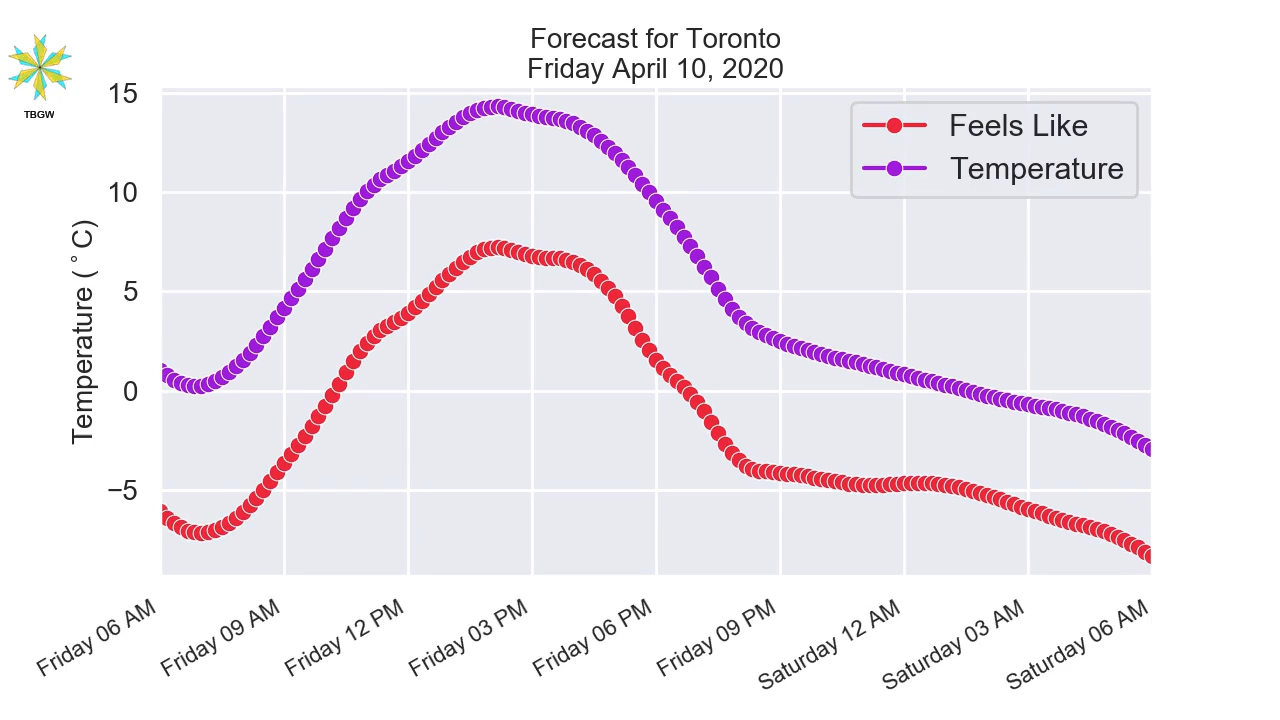 Forecast for Toronto
Friday April 10, 2020
TBGW
Feels Like
Temperature
Temperature (°C)
15
10
5
0
−5
Friday 06 AM
Friday 09 AM
Friday 12 PM
Friday 03 PM
Friday 06 PM
Friday 09 PM
Saturday 12 AM
Saturday 03 AM
Saturday 06 AM